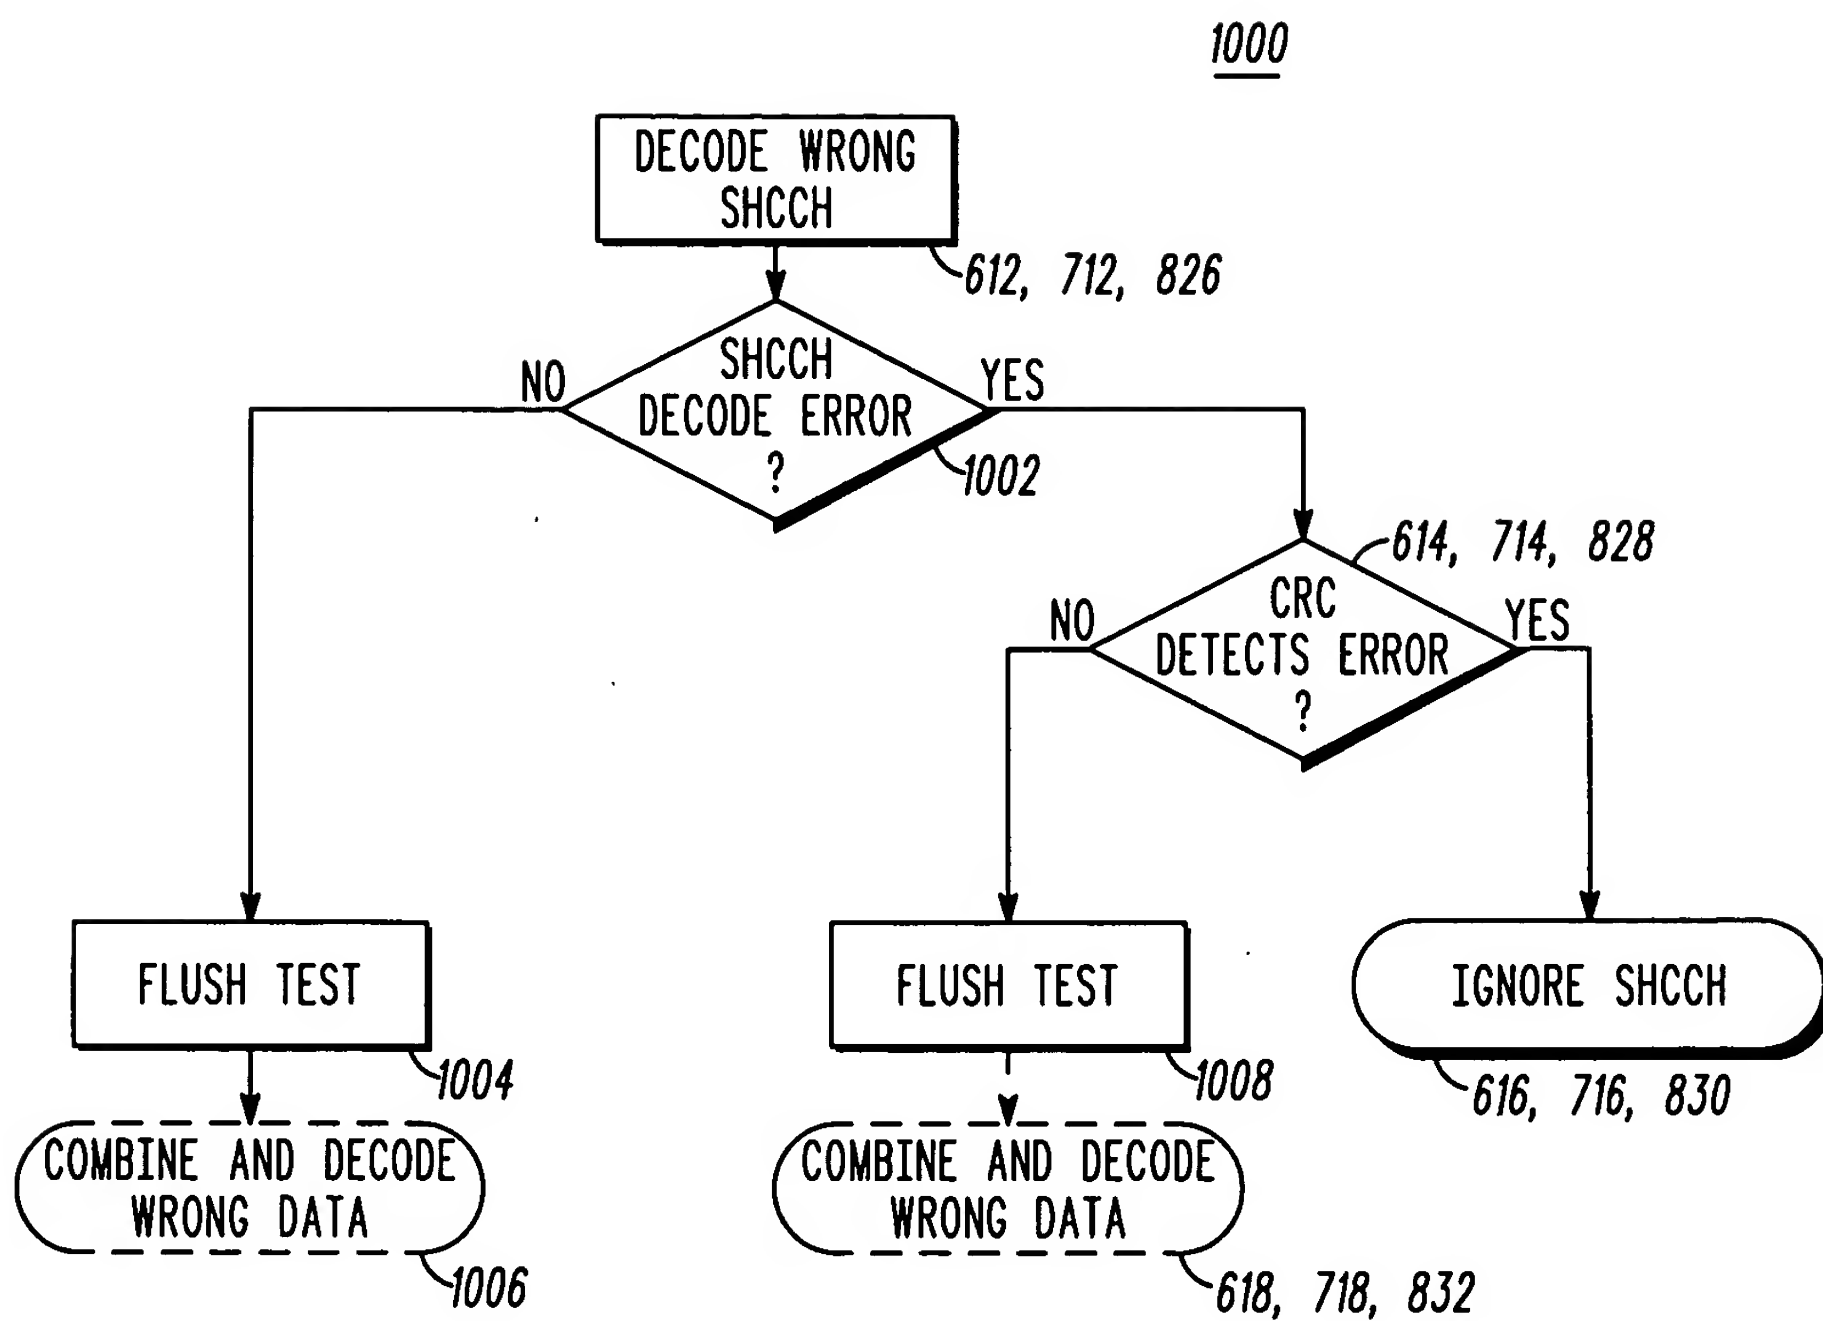 1000
DECODE WRONG
SHCCH
612, 712, 826
SHCCH
DECODE ERROR
?
NO
YES
1002
614, 714, 828
CRC
DETECTS ERROR
?
NO
YES
FLUSH TEST
1004
FLUSH TEST
1008
IGNORE SHCCH
616, 716, 830
COMBINE AND DECODE
WRONG DATA
1006
COMBINE AND DECODE
WRONG DATA
618, 718, 832